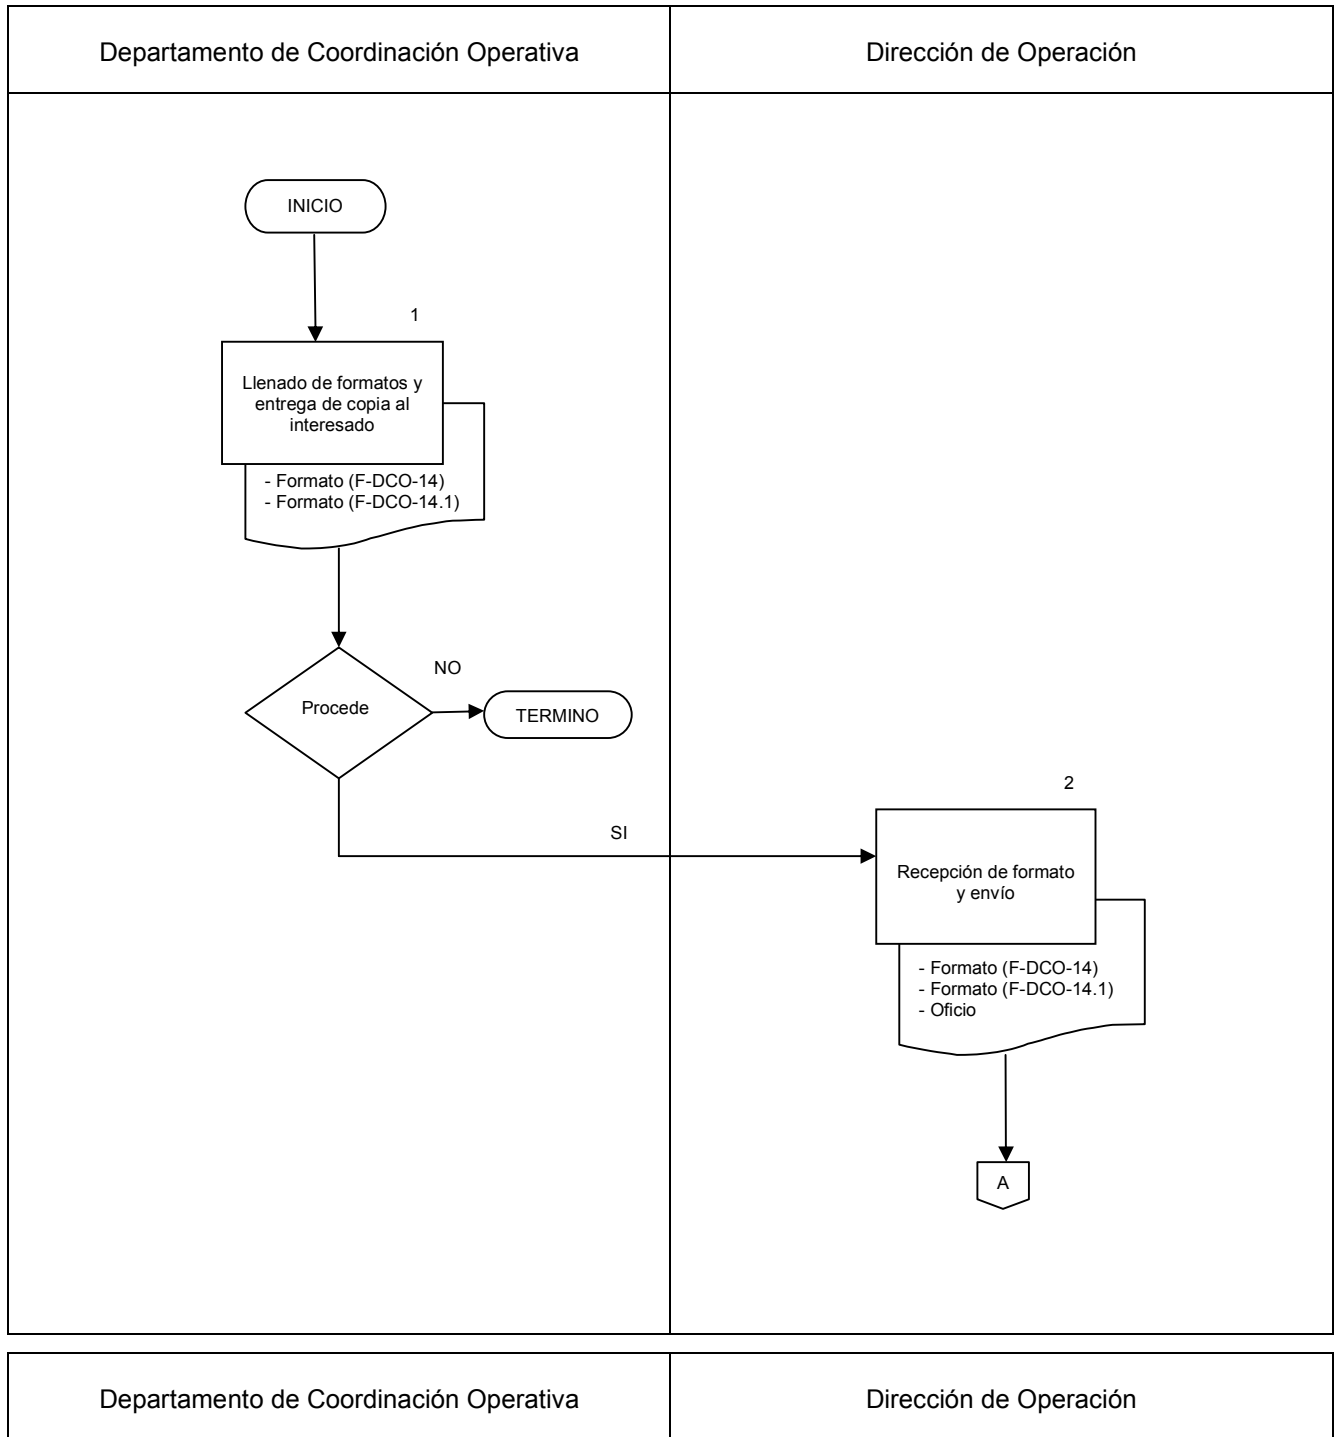 Departamento de Coordinación Operativa
Dirección de Operación
INICIO
1
Llenado de formatos y
entrega de copia al
interesado
- Formato (F-DCO-14)
- Formato (F-DCO-14.1)
Procede
NO
TERMINO
SI
2
Recepción de formato
y envío
- Formato (F-DCO-14)
- Formato (F-DCO-14.1)
- Oficio
A
Departamento de Coordinación Operativa
Dirección de Operación